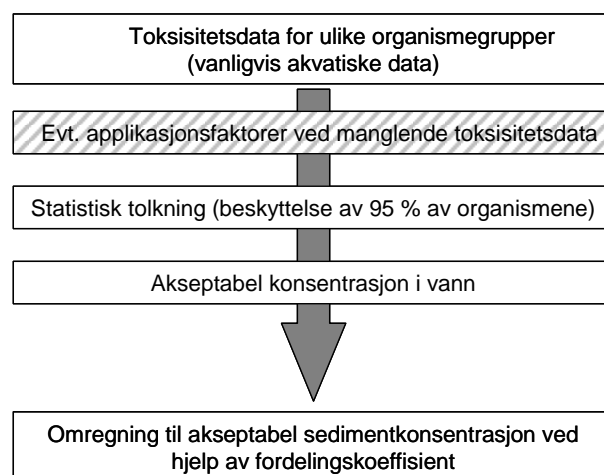 Toksisitetsdata for ulike organismegrupper
(vanligvis akvatiske data)
Evt. applikasjonsfaktorer ved manglende toksisitetsdata
Statistisk tolkning (beskyttelse av 95 % av organismene)
Akseptabel konsentrasjon i vann
Omregning til akseptabel sedimentkonsentrasjon ved
hjelp av fordelingskoeffisient